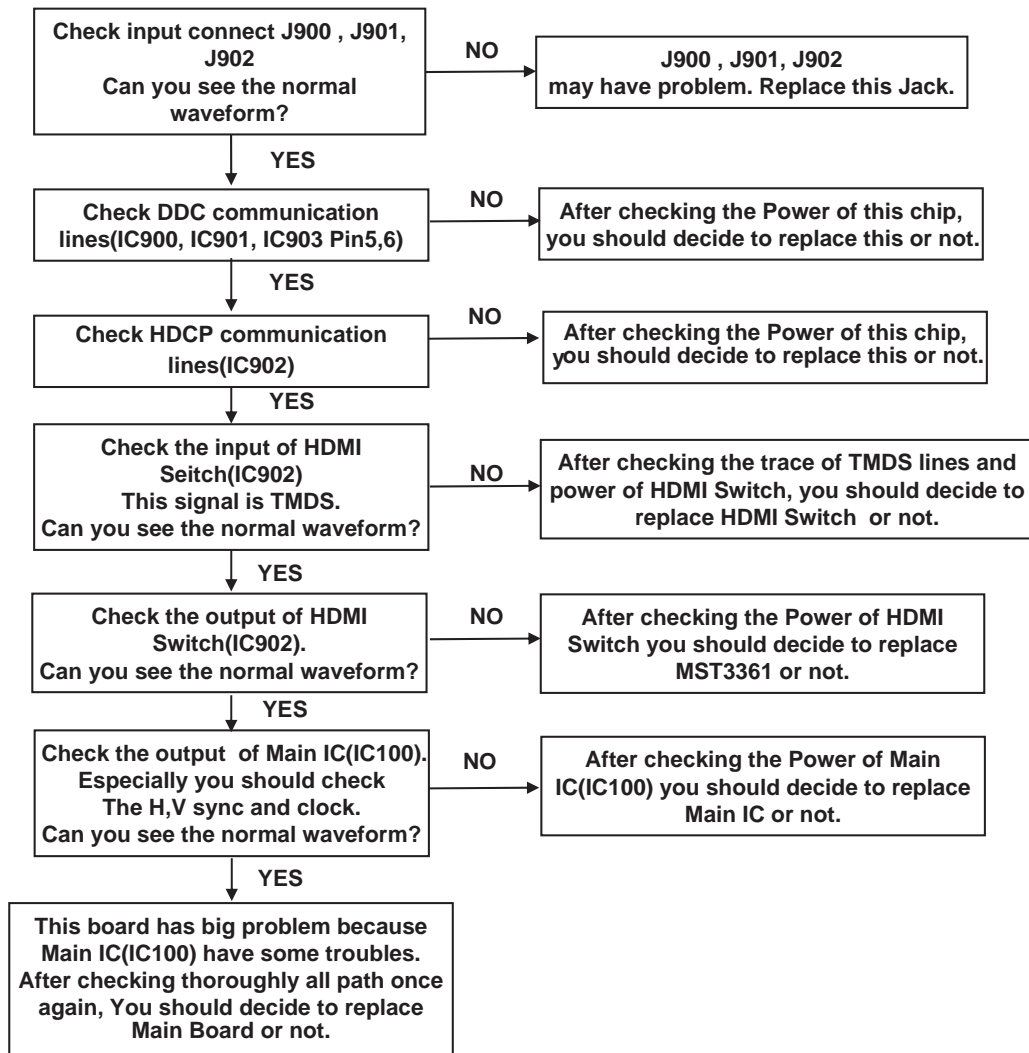 Check input connect J900 , J901,
J902
Can you see the normal
waveform?
NO
J900 , J901, J902
may have problem. Replace this Jack.
YES
Check DDC communication
lines(IC900, IC901, IC903 Pin5,6)
NO
After checking the Power of this chip,
you should decide to replace this or not.
YES
Check HDCP communication
lines(IC902)
NO
After checking the Power of this chip,
you should decide to replace this or not.
YES
Check the input of HDMI
Seitch(IC902)
This signal is TMDS.
Can you see the normal waveform?
NO
After checking the trace of TMDS lines and
power of HDMI Switch, you should decide to
replace HDMI Switch or not.
YES
Check the output of HDMI
Switch(IC902).
Can you see the normal waveform?
NO
After checking the Power of HDMI
Switch you should decide to replace
MST3361 or not.
YES
Check the output of Main IC(IC100).
Especially you should check
The H,V sync and clock.
Can you see the normal waveform?
NO
After checking the Power of Main
IC(IC100) you should decide to replace
Main IC or not.
YES
This board has big problem because
Main IC(IC100) have some troubles.
After checking thoroughly all path once
again, You should decide to replace
Main Board or not.